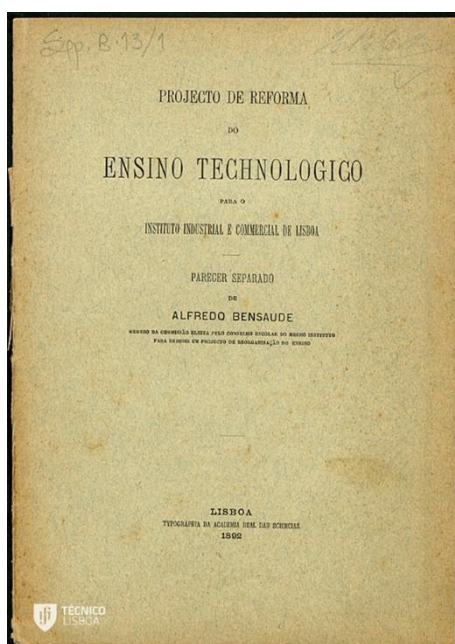 Esp. B-13/1
PROJECTO DE REFORMA
DO
ENSINO TECHNOLOGICO
PARA O
INSTITUTO INDUSTRIAL E COMMERCIAL DE LISBOA
PARECER SEPARADO
DE
ALFREDO BENSAUDE
MEMBRO DA COMMISSÃO ELEITA PELO CONSELHO ESCOLAR DO MESMO INSTITUTO
PARA REDIGIR UM PROJECTO DE REORGANISAÇÃO DO ENSINO
LISBOA
TYPOGRAPHIA DA ACADEMIA REAL DAS SCIENCIAS
1892
TÉCNICO
LISBOA